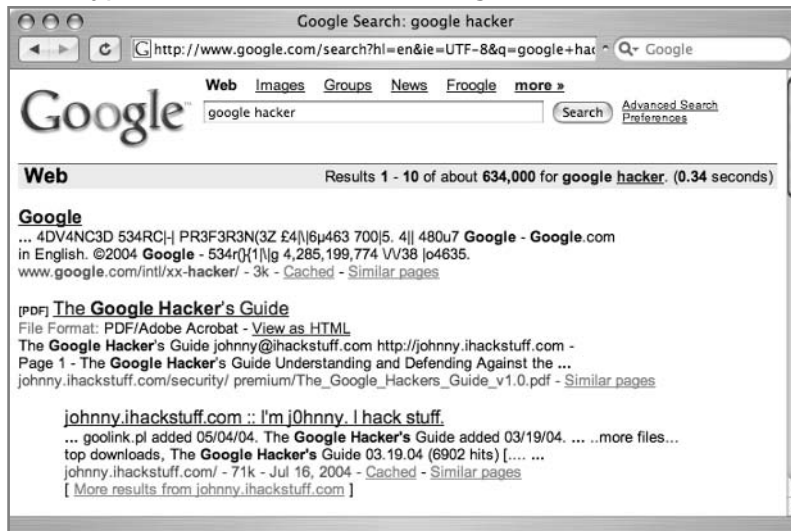 Google Search: google hacker
http://www.google.com/search?hl=en&ie=UTF-8&q=google+hac
Google
Web Images Groups News Froogle more »
Google™
google hacker
Search
Advanced Search
Preferences
Web
Results 1 - 10 of about 634,000 for google hacker. (0.34 seconds)
Google
... 4DV4NC3D 534RC|-| PR3F3R3N(3Z £4|\|6µ463 700|5. 4|| 480u7 Google - Google.com
in English. ©2004 Google - 534r(}{1|\|g 4,285,199,774 \/\/38 |o4635.
www.google.com/intl/xx-hacker/ - 3k - Cached - Similar pages
[PDF] The Google Hacker's Guide
File Format: PDF/Adobe Acrobat - View as HTML
The Google Hacker's Guide johnny@ihackstuff.com http://johnny.ihackstuff.com -
Page 1 - The Google Hacker's Guide Understanding and Defending Against the ...
johnny.ihackstuff.com/security/ premium/The_Google_Hackers_Guide_v1.0.pdf - Similar pages
johnny.ihackstuff.com :: I'm j0hnny. I hack stuff.
... goolink.pl added 05/04/04. The Google Hacker's Guide added 03/19/04. ... ..more files...
top downloads, The Google Hacker's Guide 03.19.04 (6902 hits) [.... ...
johnny.ihackstuff.com/ - 71k - Jul 16, 2004 - Cached - Similar pages
[ More results from johnny.ihackstuff.com ]